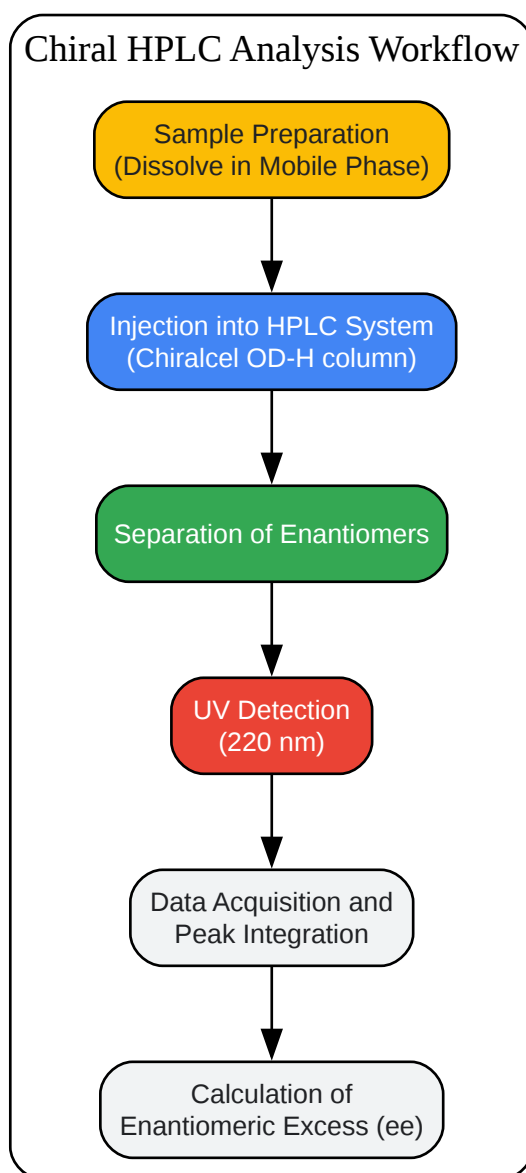 Chiral HPLC Analysis Workflow
Sample Preparation
(Dissolve in Mobile Phase)
Injection into HPLC System
(Chiralcel OD-H column)
Separation of Enantiomers
UV Detection
(220 nm)
Data Acquisition and
Peak Integration
Calculation of
Enantiomeric Excess (ee)